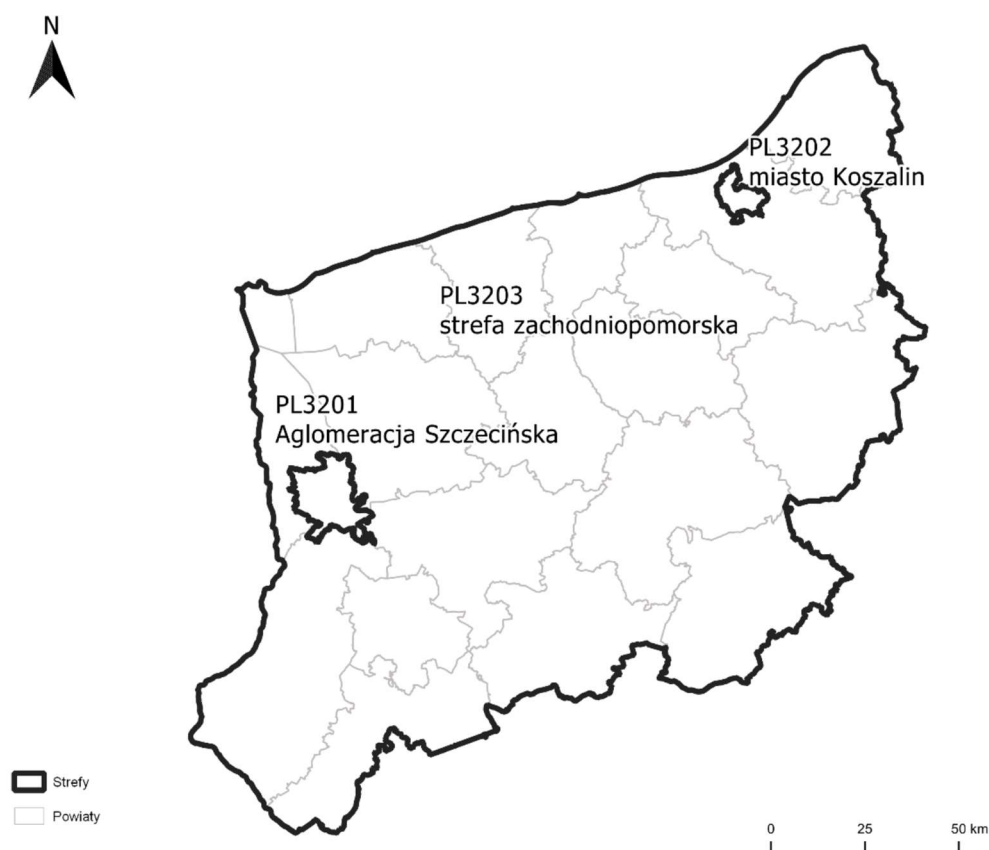 N
PL3202
miasto Koszalin
PL3203
strefa zachodniopomorska
PL3201
Aglomeracja Szczecińska
Strefy
Powiaty
0 25 50 km